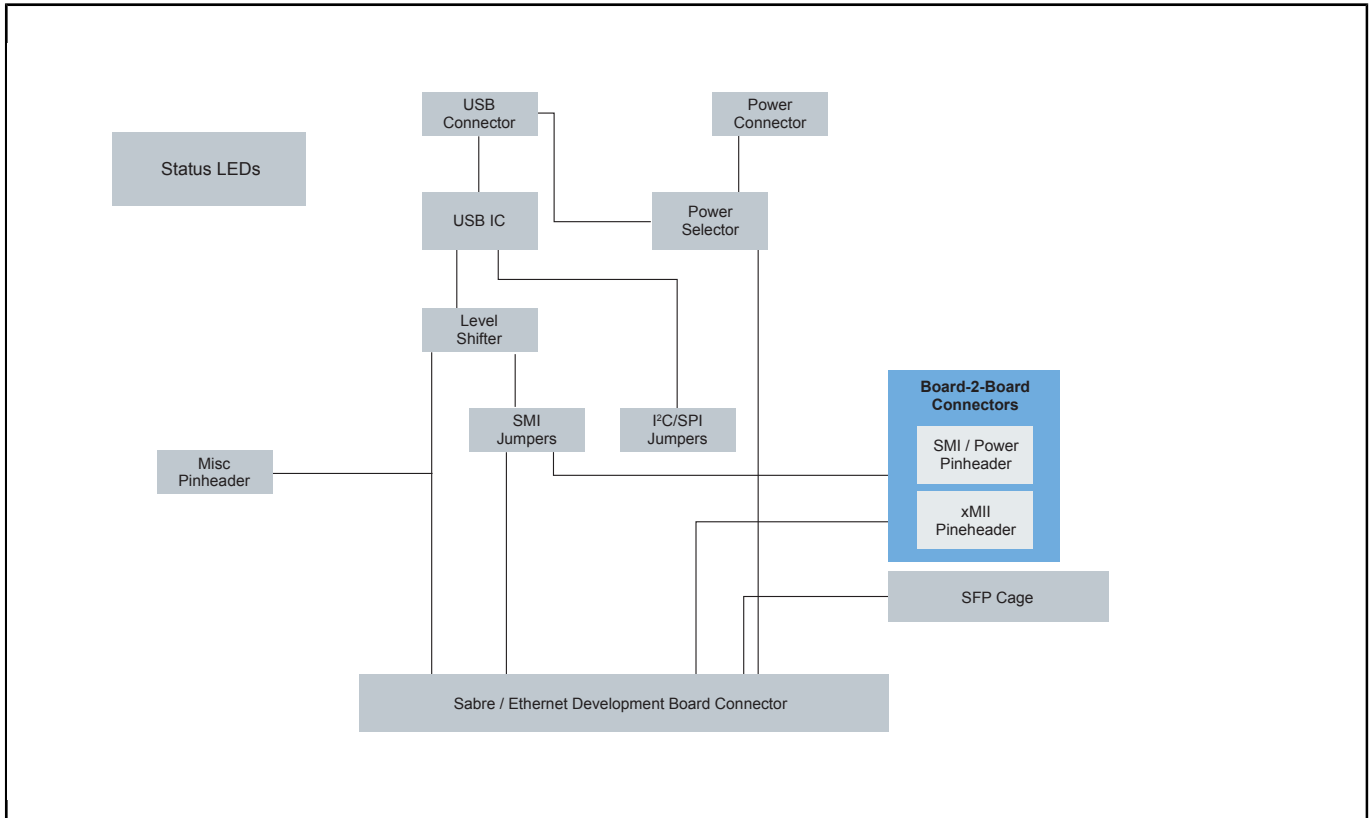 USB
Connector
Power
Connector
Status LEDs
USB IC
Power
Selector
Level
Shifter
Board-2-Board
Connectors
SMI
Jumpers
I²C/SPI
Jumpers
SMI / Power
Pinheader
Misc
Pinheader
xMII
Pineheader
SFP Cage
Sabre / Ethernet Development Board Connector